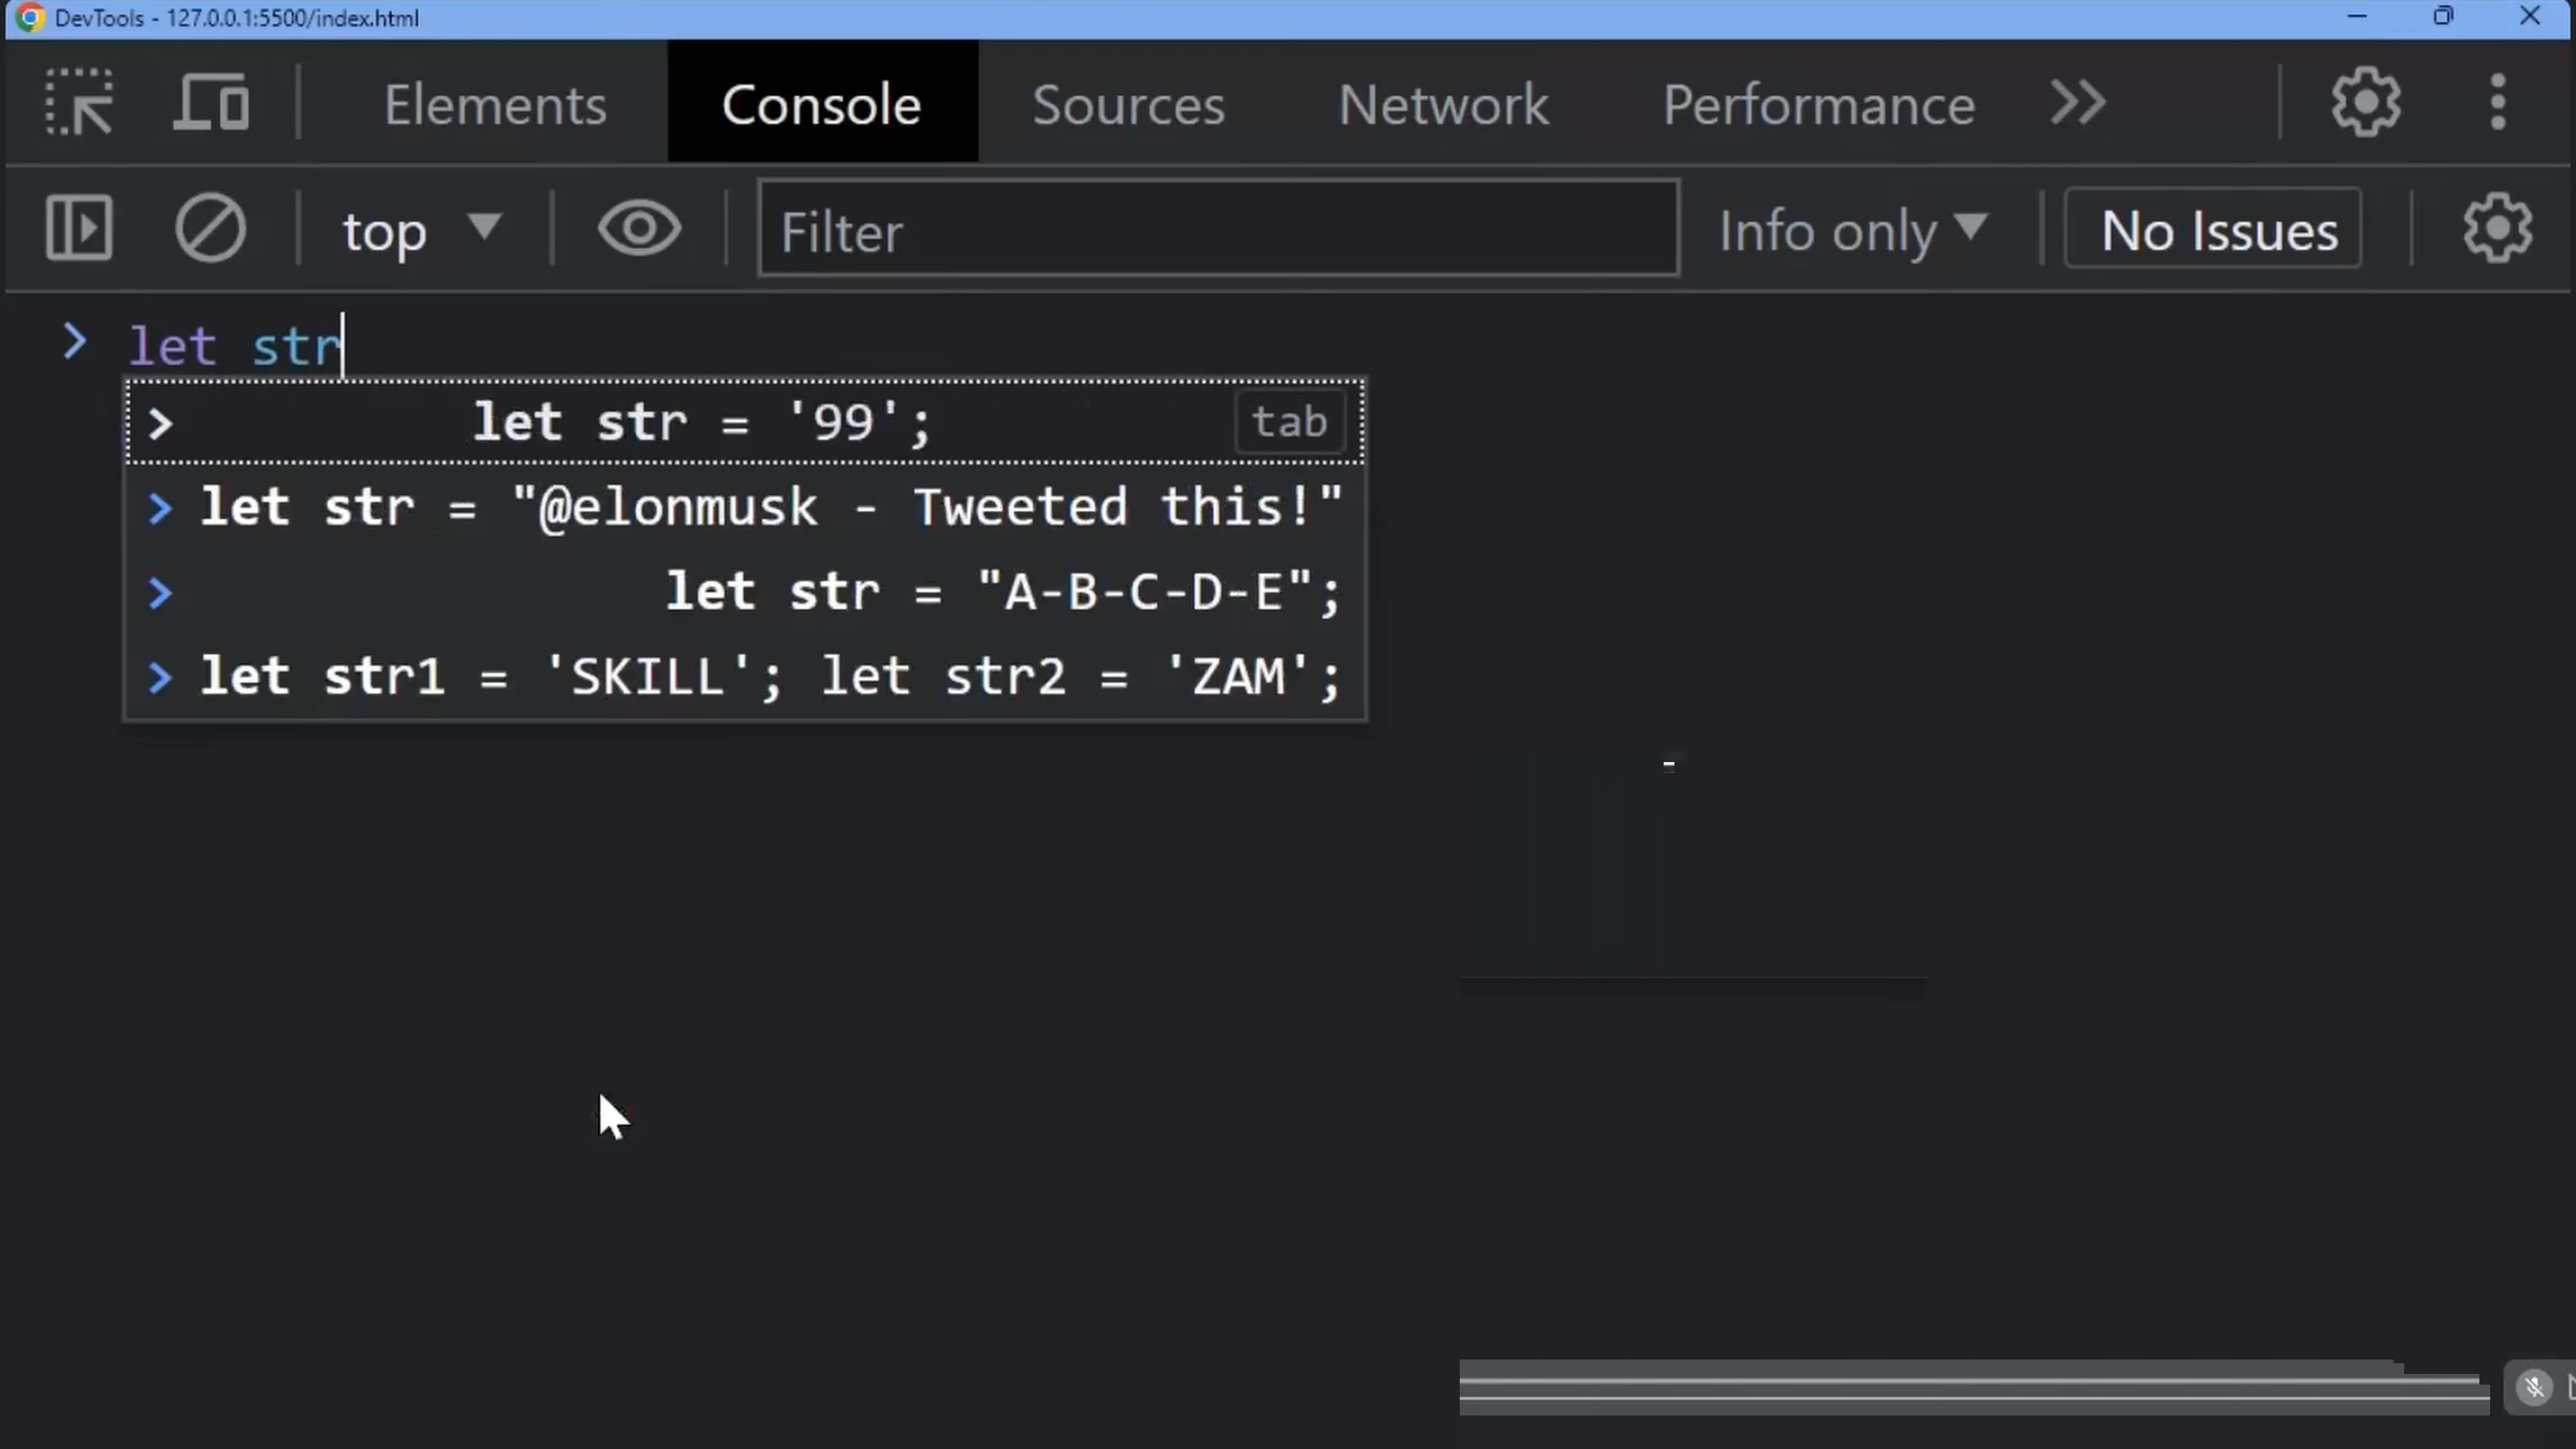 DevTools - 127.0.0.1:5500/index.html
Elements Console Sources Network Performance
top Filter Info only No Issues
> let str
> let str = '99'; tab
> let str = "@elonmusk - Tweeted this!"
> let str = "A-B-C-D-E";
> let str1 = 'SKILL'; let str2 = 'ZAM';